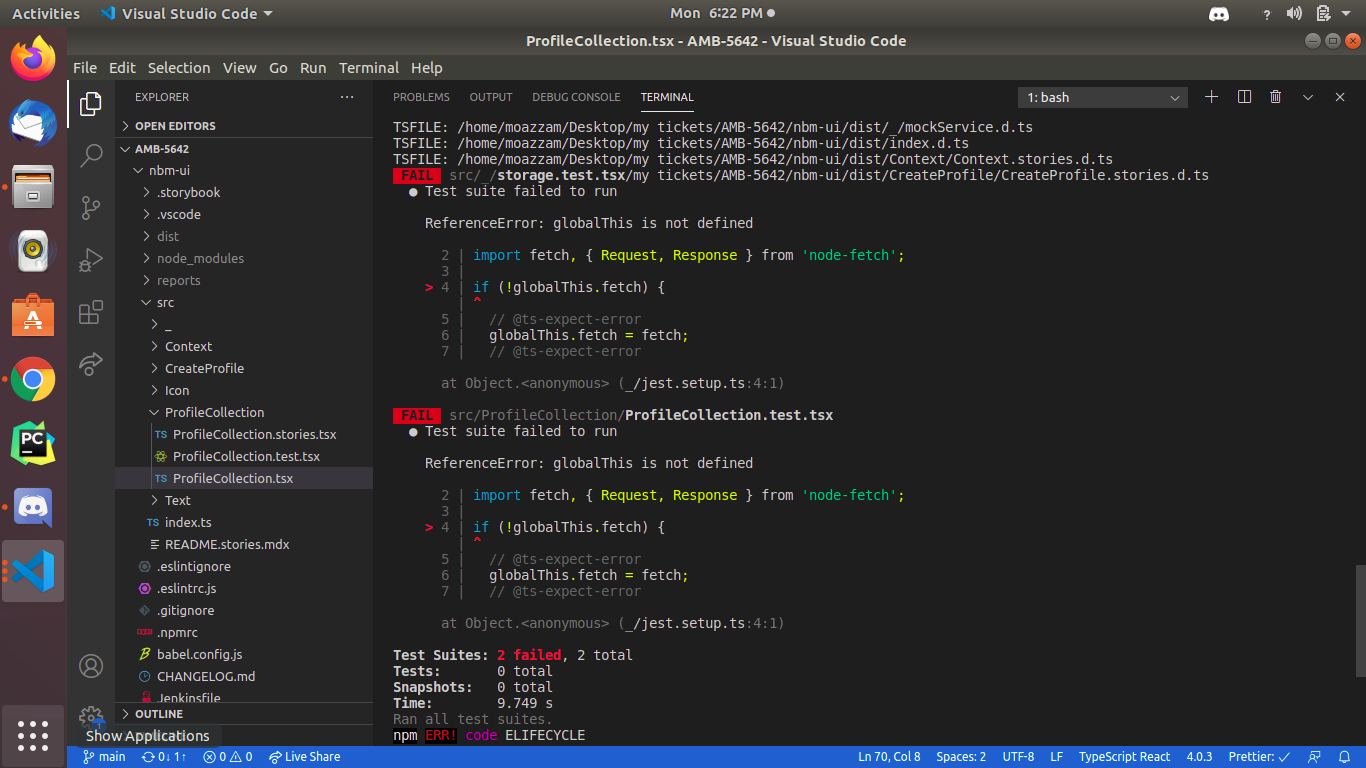 Activities Visual Studio Code Mon 6:22 PM ?
ProfileCollection.tsx - AMB-5642 - Visual Studio Code
File Edit Selection View Go Run Terminal Help
EXPLORER ...
OPEN EDITORS
AMB-5642
nbm-ui
.storybook
.vscode
dist
node_modules
reports
src
_
Context
CreateProfile
Icon
ProfileCollection
TS ProfileCollection.stories.tsx
ProfileCollection.test.tsx
TS ProfileCollection.tsx
Text
TS index.ts
README.stories.mdx
.eslintignore
.eslintrc.js
.gitignore
npm .npmrc
babel.config.js
CHANGELOG.md
Jenkinsfile
OUTLINE
Show Applications
PROBLEMS OUTPUT DEBUG CONSOLE TERMINAL 1: bash
TSFILE: /home/moazzam/Desktop/my tickets/AMB-5642/nbm-ui/dist/_/mockService.d.ts
TSFILE: /home/moazzam/Desktop/my tickets/AMB-5642/nbm-ui/dist/index.d.ts
TSFILE: /home/moazzam/Desktop/my tickets/AMB-5642/nbm-ui/dist/Context/Context.stories.d.ts
FAIL src/_/storage.test.tsx/my tickets/AMB-5642/nbm-ui/dist/CreateProfile/CreateProfile.stories.d.ts
● Test suite failed to run
ReferenceError: globalThis is not defined
2 | import fetch, { Request, Response } from 'node-fetch';
3 |
> 4 | if (!globalThis.fetch) {
| ^
5 | // @ts-expect-error
6 | globalThis.fetch = fetch;
7 | // @ts-expect-error
at Object.<anonymous> (_/jest.setup.ts:4:1)
FAIL src/ProfileCollection/ProfileCollection.test.tsx
● Test suite failed to run
ReferenceError: globalThis is not defined
2 | import fetch, { Request, Response } from 'node-fetch';
3 |
> 4 | if (!globalThis.fetch) {
| ^
5 | // @ts-expect-error
6 | globalThis.fetch = fetch;
7 | // @ts-expect-error
at Object.<anonymous> (_/jest.setup.ts:4:1)
Test Suites: 2 failed, 2 total
Tests: 0 total
Snapshots: 0 total
Time: 9.749 s
Ran all test suites.
npm ERR! code ELIFECYCLE
main 0↓ 1↑ 0 0 Live Share Ln 70, Col 8 Spaces: 2 UTF-8 LF TypeScript React 4.0.3 Prettier: ✓
PC